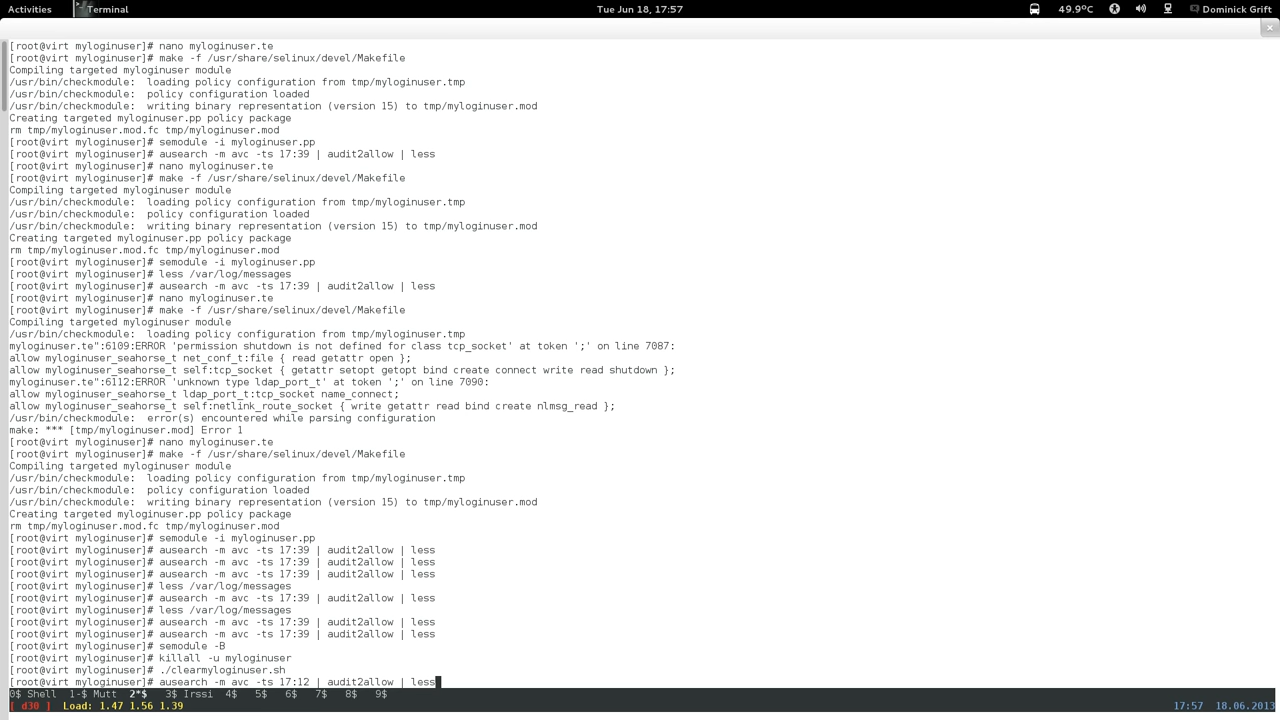 Activities Terminal Tue Jun 18, 17:57 49.9°C Dominick Grift
[root@virt myloginuser]# nano myloginuser.te
[root@virt myloginuser]# make -f /usr/share/selinux/devel/Makefile
Compiling targeted myloginuser module
/usr/bin/checkmodule:  loading policy configuration from tmp/myloginuser.tmp
/usr/bin/checkmodule:  policy configuration loaded
/usr/bin/checkmodule:  writing binary representation (version 15) to tmp/myloginuser.mod
Creating targeted myloginuser.pp policy package
rm tmp/myloginuser.mod.fc tmp/myloginuser.mod
[root@virt myloginuser]# semodule -i myloginuser.pp
[root@virt myloginuser]# ausearch -m avc -ts 17:39 | audit2allow | less
[root@virt myloginuser]# nano myloginuser.te
[root@virt myloginuser]# make -f /usr/share/selinux/devel/Makefile
Compiling targeted myloginuser module
/usr/bin/checkmodule:  loading policy configuration from tmp/myloginuser.tmp
/usr/bin/checkmodule:  policy configuration loaded
/usr/bin/checkmodule:  writing binary representation (version 15) to tmp/myloginuser.mod
Creating targeted myloginuser.pp policy package
rm tmp/myloginuser.mod.fc tmp/myloginuser.mod
[root@virt myloginuser]# semodule -i myloginuser.pp
[root@virt myloginuser]# less /var/log/messages
[root@virt myloginuser]# ausearch -m avc -ts 17:39 | audit2allow | less
[root@virt myloginuser]# nano myloginuser.te
[root@virt myloginuser]# make -f /usr/share/selinux/devel/Makefile
Compiling targeted myloginuser module
/usr/bin/checkmodule:  loading policy configuration from tmp/myloginuser.tmp
myloginuser.te":6109:ERROR 'permission shutdown is not defined for class tcp_socket' at token ';' on line 7087:
allow myloginuser_seahorse_t net_conf_t:file { read getattr open };
allow myloginuser_seahorse_t self:tcp_socket { getattr setopt getopt bind create connect write read shutdown };
myloginuser.te":6112:ERROR 'unknown type ldap_port_t' at token ';' on line 7090:
allow myloginuser_seahorse_t ldap_port_t:tcp_socket name_connect;
allow myloginuser_seahorse_t self:netlink_route_socket { write getattr read bind create nlmsg_read };
/usr/bin/checkmodule:  error(s) encountered while parsing configuration
make: *** [tmp/myloginuser.mod] Error 1
[root@virt myloginuser]# nano myloginuser.te
[root@virt myloginuser]# make -f /usr/share/selinux/devel/Makefile
Compiling targeted myloginuser module
/usr/bin/checkmodule:  loading policy configuration from tmp/myloginuser.tmp
/usr/bin/checkmodule:  policy configuration loaded
/usr/bin/checkmodule:  writing binary representation (version 15) to tmp/myloginuser.mod
Creating targeted myloginuser.pp policy package
rm tmp/myloginuser.mod.fc tmp/myloginuser.mod
[root@virt myloginuser]# semodule -i myloginuser.pp
[root@virt myloginuser]# ausearch -m avc -ts 17:39 | audit2allow | less
[root@virt myloginuser]# ausearch -m avc -ts 17:39 | audit2allow | less
[root@virt myloginuser]# ausearch -m avc -ts 17:39 | audit2allow | less
[root@virt myloginuser]# less /var/log/messages
[root@virt myloginuser]# ausearch -m avc -ts 17:39 | audit2allow | less
[root@virt myloginuser]# less /var/log/messages
[root@virt myloginuser]# ausearch -m avc -ts 17:39 | audit2allow | less
[root@virt myloginuser]# ausearch -m avc -ts 17:39 | audit2allow | less
[root@virt myloginuser]# semodule -B
[root@virt myloginuser]# killall -u myloginuser
[root@virt myloginuser]# ./clearmyloginuser.sh
[root@virt myloginuser]# ausearch -m avc -ts 17:12 | audit2allow | less
0$ Shell  1-$ Mutt  2*$  3$ Irssi  4$  5$  6$  7$  8$  9$
[ d30 ]  Load: 1.47 1.56 1.39 17:57  18.06.2013